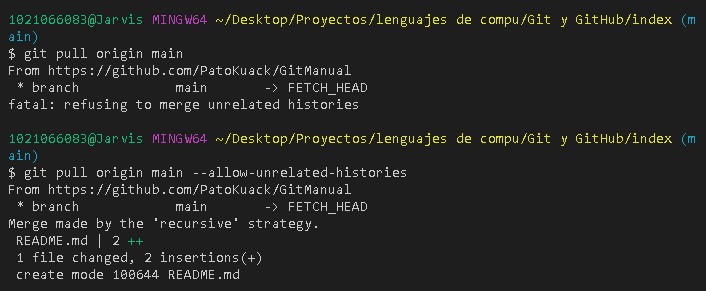 1021066083@Jarvis MINGW64 ~/Desktop/Proyectos/lenguajes de compu/Git y GitHub/index (m
ain)
$ git pull origin main
From https://github.com/PatoKuack/GitManual
 * branch            main       -> FETCH_HEAD
fatal: refusing to merge unrelated histories

1021066083@Jarvis MINGW64 ~/Desktop/Proyectos/lenguajes de compu/Git y GitHub/index (m
ain)
$ git pull origin main --allow-unrelated-histories
From https://github.com/PatoKuack/GitManual
 * branch            main       -> FETCH_HEAD
Merge made by the 'recursive' strategy.
 README.md | 2 ++
 1 file changed, 2 insertions(+)
 create mode 100644 README.md